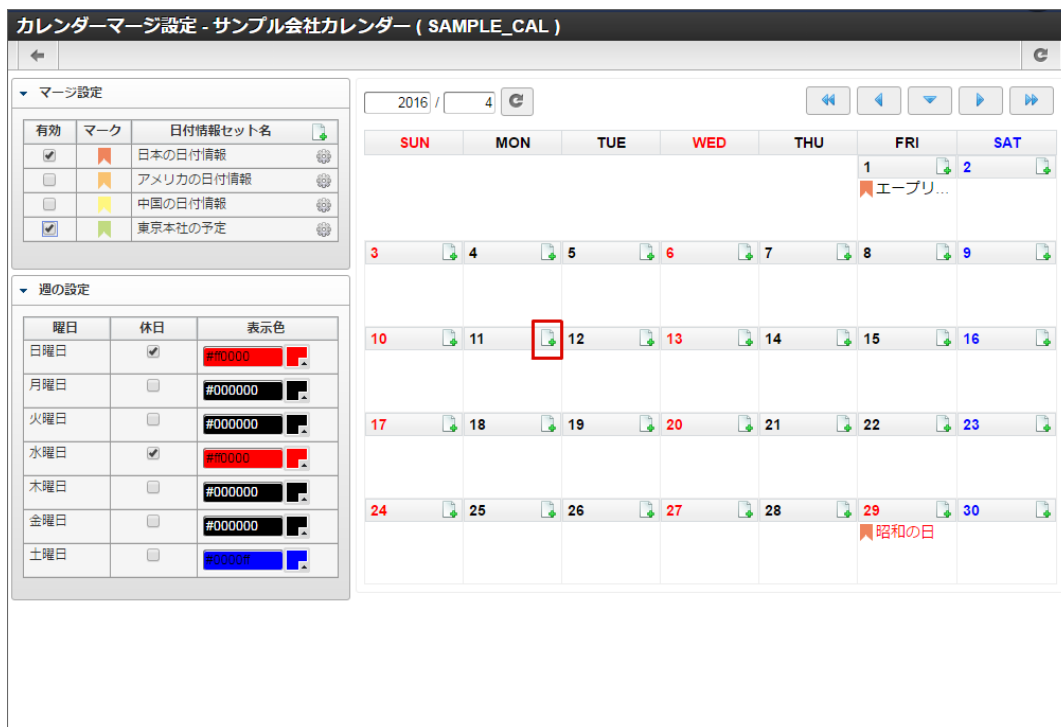 カレンダーマージ設定 - サンプル会社カレンダー ( SAMPLE_CAL )
マージ設定
有効 マーク 日付情報セット名
日本の日付情報
アメリカの日付情報
中国の日付情報
東京本社の予定
週の設定
曜日 休日 表示色
日曜日 #ff0000
月曜日 #000000
火曜日 #000000
水曜日 #ff0000
木曜日 #000000
金曜日 #000000
土曜日 #0000ff
2016 / 4
SUN MON TUE WED THU FRI SAT
1 2
エープリ...
3 4 5 6 7 8 9
10 11 12 13 14 15 16
17 18 19 20 21 22 23
24 25 26 27 28 29 30
昭和の日